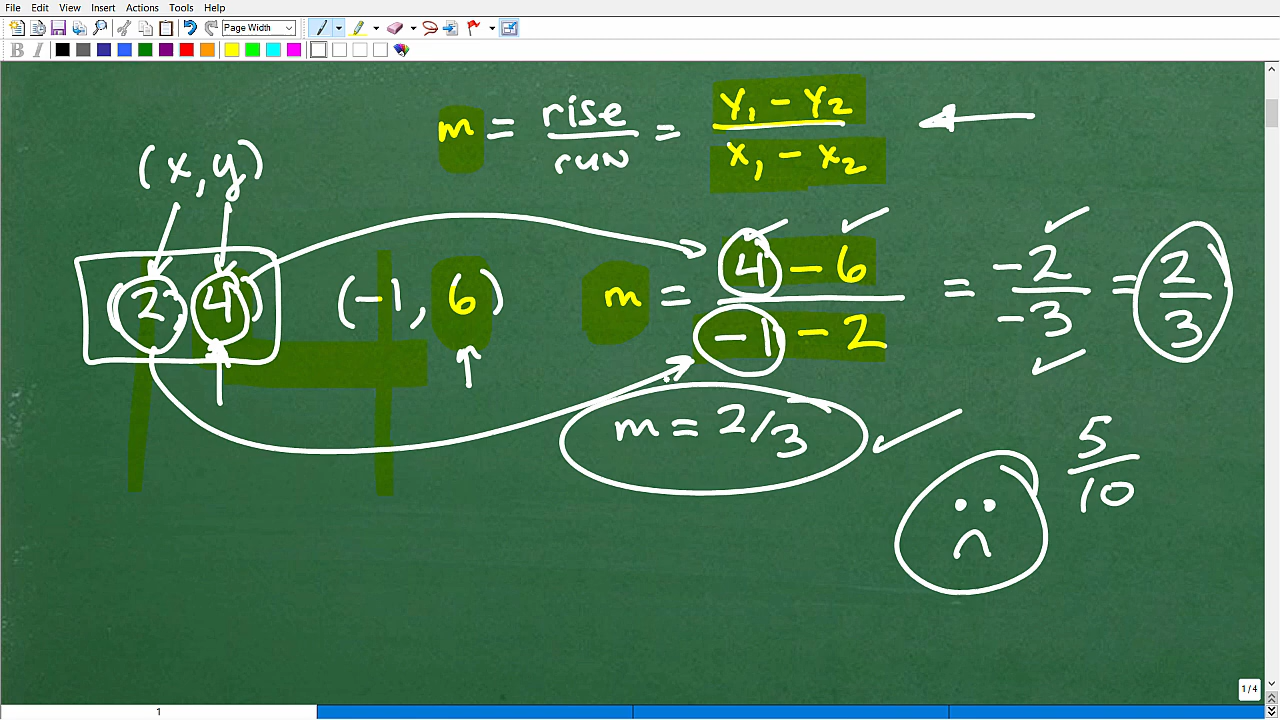 File Edit View Insert Actions Tools Help
Page Width
B I
m = rise/run = y₁ - y₂/x₁ - x₂
(x, y)
(2, 4) (-1, 6) m = 4 - 6/-1 - 2 = -2/-3 = 2/3
m = 2/3
5/10
1/4
1